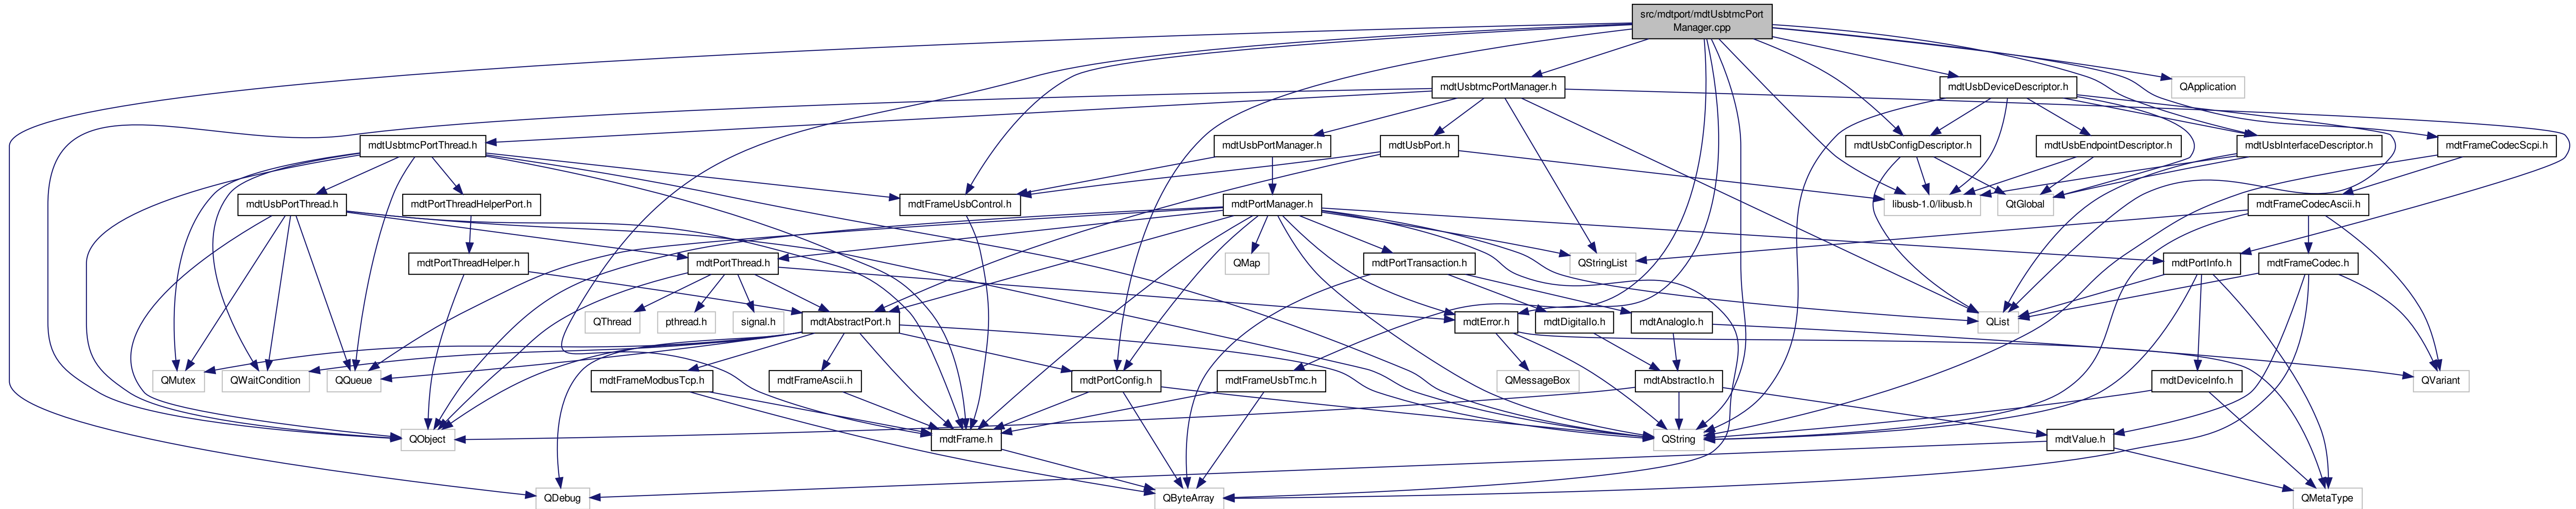 src/mdtport/mdtUsbtmcPort
Manager.cpp
mdtUsbtmcPortManager.h
mdtUsbDeviceDescriptor.h
QApplication
mdtUsbtmcPortThread.h
mdtUsbPortManager.h
mdtUsbPort.h
mdtUsbConfigDescriptor.h
mdtUsbEndpointDescriptor.h
mdtUsbInterfaceDescriptor.h
mdtFrameCodecScpi.h
mdtUsbPortThread.h
mdtPortThreadHelperPort.h
mdtFrameUsbControl.h
mdtPortManager.h
libusb-1.0/libusb.h
QtGlobal
mdtFrameCodecAscii.h
mdtPortThreadHelper.h
mdtPortThread.h
QMap
mdtPortTransaction.h
QStringList
mdtPortInfo.h
mdtFrameCodec.h
QThread
pthread.h
signal.h
mdtAbstractPort.h
mdtError.h
mdtDigitalIo.h
mdtAnalogIo.h
QList
QMutex
QWaitCondition
QQueue
mdtFrameModbusTcp.h
mdtFrameAscii.h
mdtPortConfig.h
mdtFrameUsbTmc.h
QMessageBox
mdtAbstractIo.h
mdtDeviceInfo.h
QVariant
QObject
mdtFrame.h
QString
mdtValue.h
QDebug
QByteArray
QMetaType